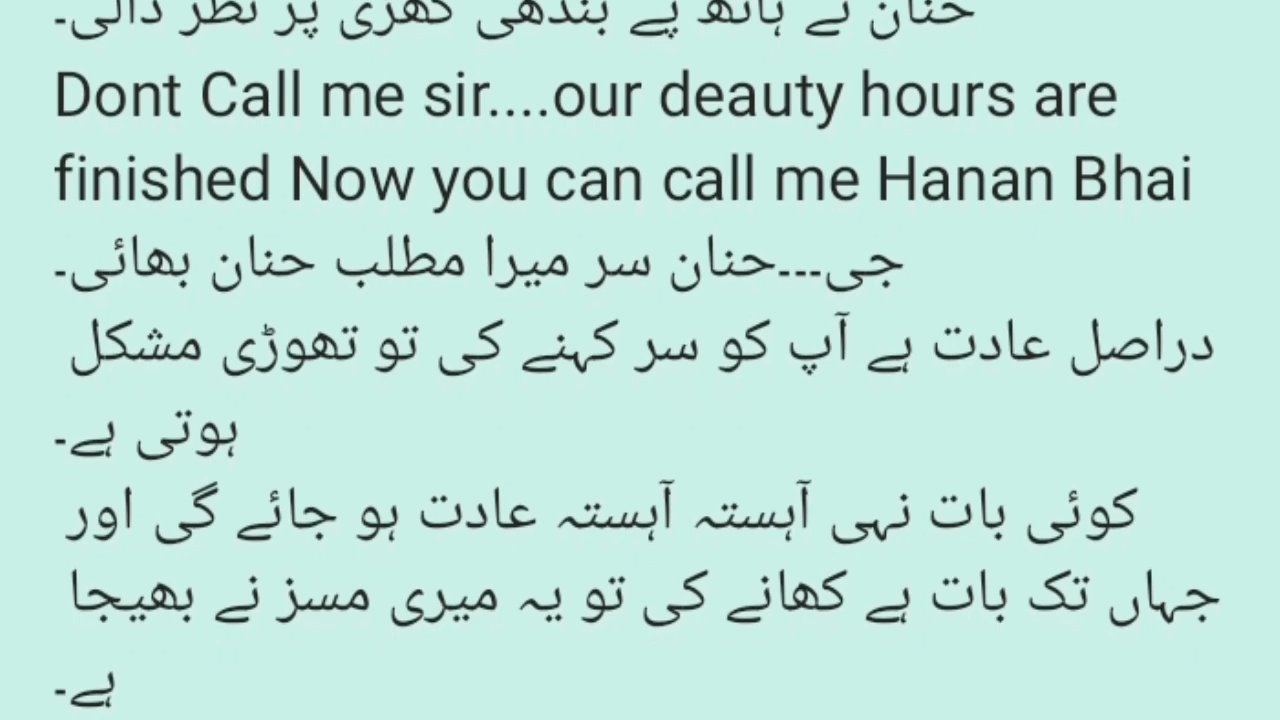 حنان نے ہاتھ پے بندھی گھڑی پر نظر ڈالی۔
Dont Call me sir....our deauty hours are
finished Now you can call me Hanan Bhai
جی---حنان سر میرا مطلب حنان بھائی۔
دراصل عادت ہے آپ کو سر کہنے کی تو تھوڑی مشکل
ہوتی ہے۔
کوئی بات نہی آہستہ آہستہ عادت ہو جائے گی اور
جہاں تک بات ہے کھانے کی تو یہ میری مسز نے بھیجا
ہے۔